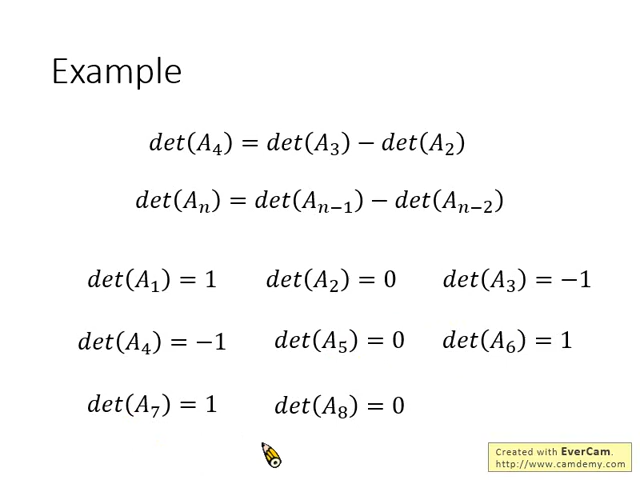 Example
det(A₄) = det(A₃) − det(A₂)
det(Aₙ) = det(Aₙ₋₁) − det(Aₙ₋₂)
det(A₁) = 1 det(A₂) = 0 det(A₃) = −1
det(A₄) = −1 det(A₅) = 0 det(A₆) = 1
det(A₇) = 1 det(A₈) = 0
Created with EverCam.
http://www.camdemy.com